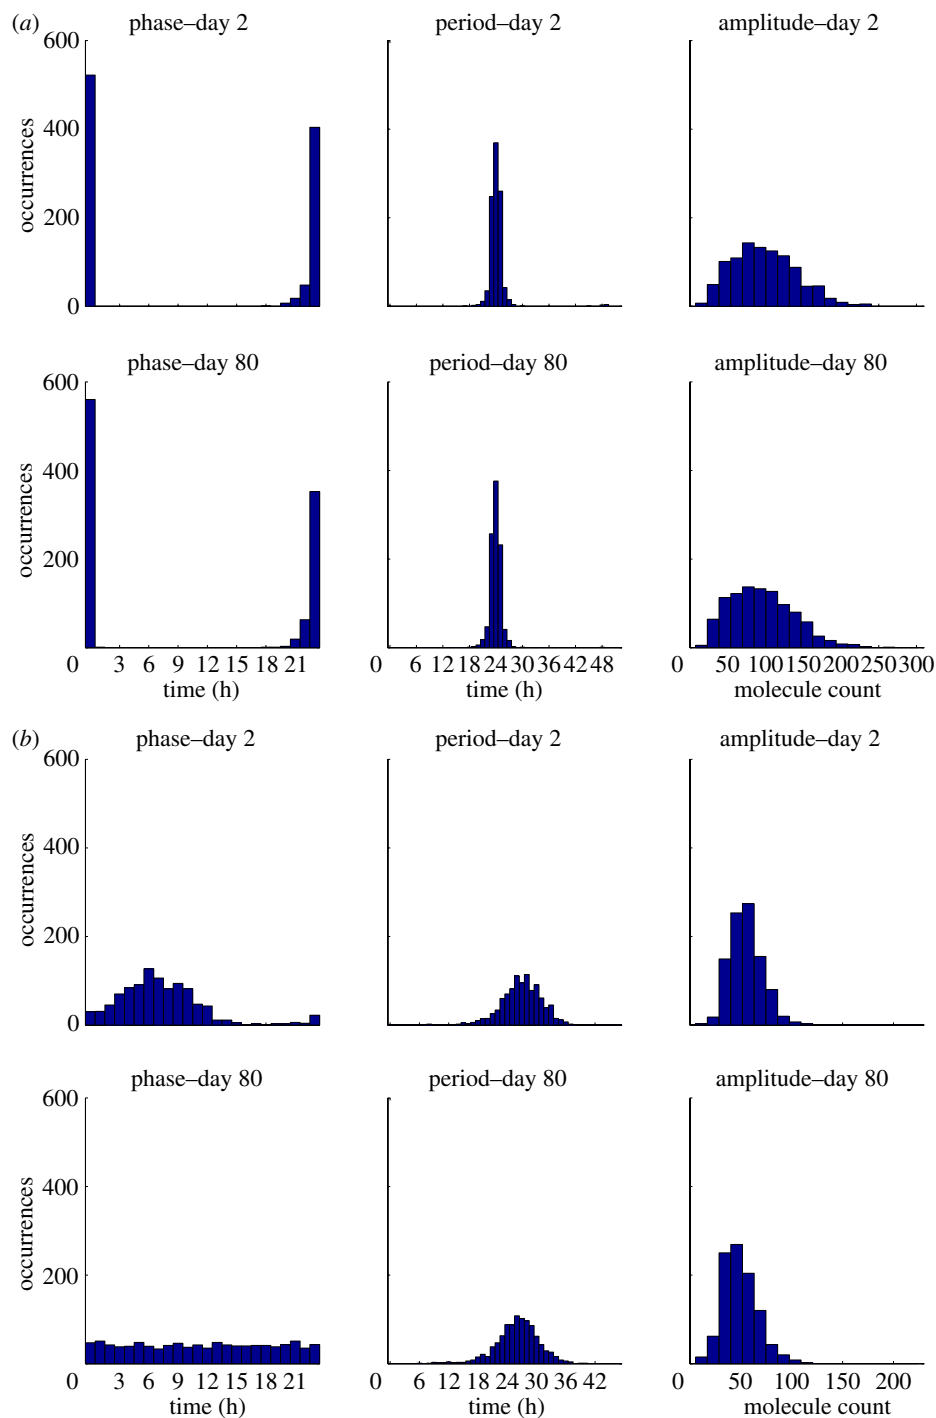 (a)
phase–day 2 period–day 2 amplitude–day 2
600
400
200
0
occurrences
phase–day 80 period–day 80 amplitude–day 80
600
400
200
occurrences
0 3 6 9 12 15 18 21 0 6 12 18 24 30 36 42 48 0 50 100 150 200 250 300
time (h) time (h) molecule count
(b)
phase–day 2 period–day 2 amplitude–day 2
600
400
200
0
occurrences
phase–day 80 period–day 80 amplitude–day 80
600
400
200
occurrences
0 3 6 9 12 15 18 21 0 6 12 18 24 30 36 42 0 50 100 200
time (h) time (h) molecule count